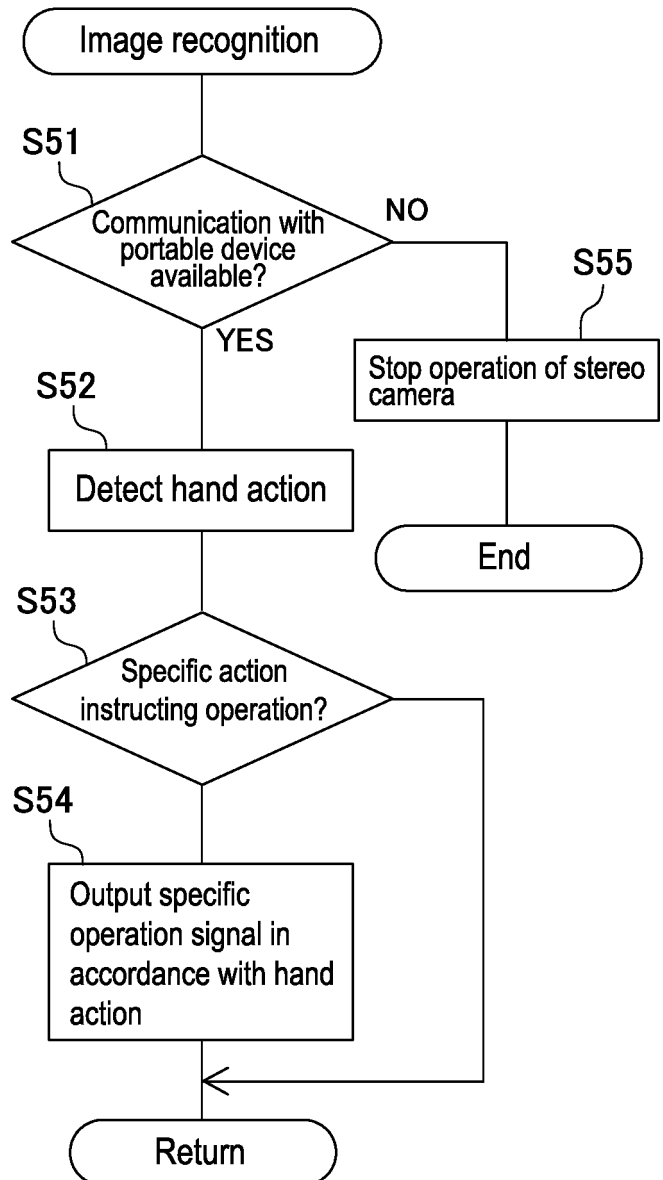 Image recognition
S51
Communication with
portable device
available?
NO
YES
S55
Stop operation of stereo
camera
End
S52
Detect hand action
S53
Specific action
instructing operation?
S54
Output specific
operation signal in
accordance with hand
action
Return